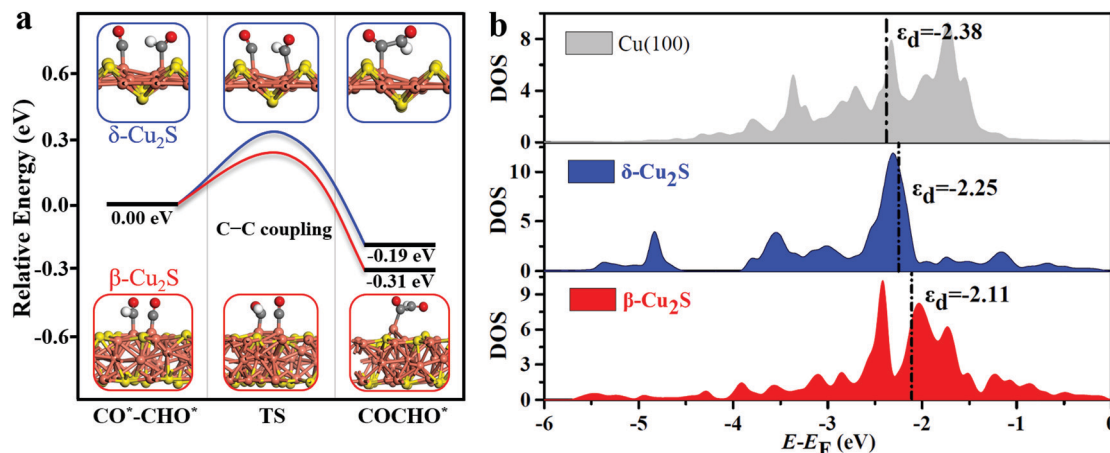 a
Relative Energy (eV)
0.6
0.3
0.0
-0.3
-0.6
δ-Cu₂S
0.00 eV
C−C coupling
-0.19 eV
-0.31 eV
β-Cu₂S
CO*-CHO*
TS
COCHO*
b
DOS
8
4
0
Cu(100)
εd=-2.38
DOS
10
5
0
δ-Cu₂S
εd=-2.25
DOS
9
6
3
0
β-Cu₂S
εd=-2.11
-6
-5
-4
-3
-2
-1
0
E-EF (eV)